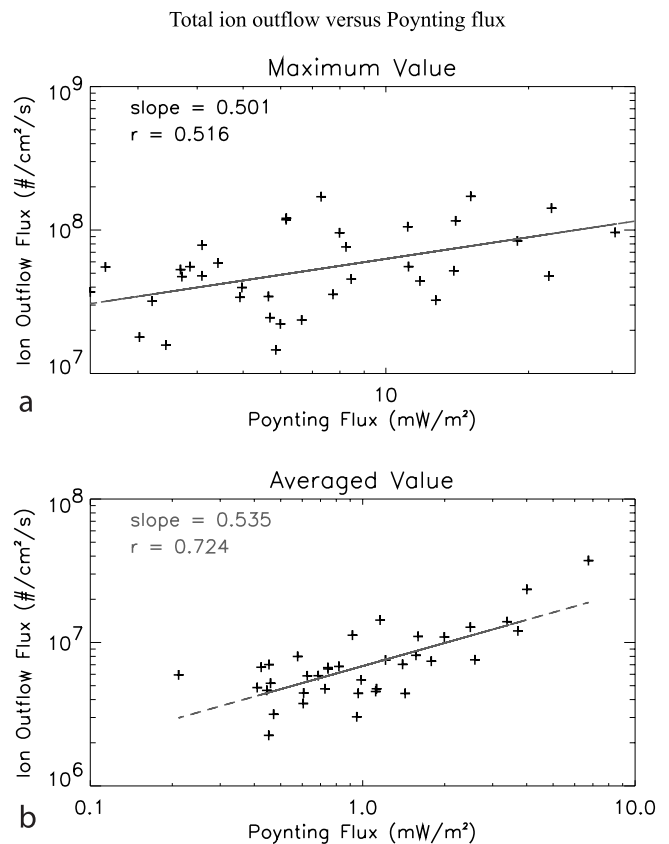 Total ion outflow versus Poynting flux
Maximum Value
slope = 0.501
r = 0.516
10⁹
10⁸
10⁷
Ion Outflow Flux (#/cm²/s)
10
Poynting Flux (mW/m²)
a
Averaged Value
slope = 0.535
r = 0.724
10⁸
10⁷
10⁶
Ion Outflow Flux (#/cm²/s)
0.1 1.0 10.0
Poynting Flux (mW/m²)
b